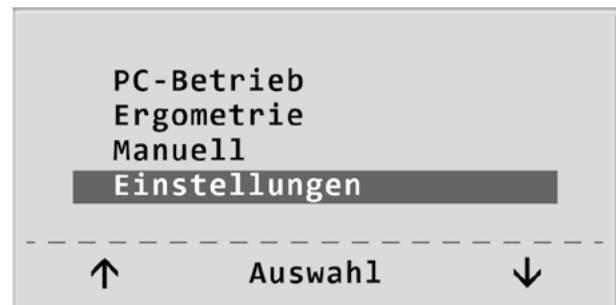 PC-Betrieb
Ergometrie
Manuell
Einstellungen
↑ Auswahl ↓